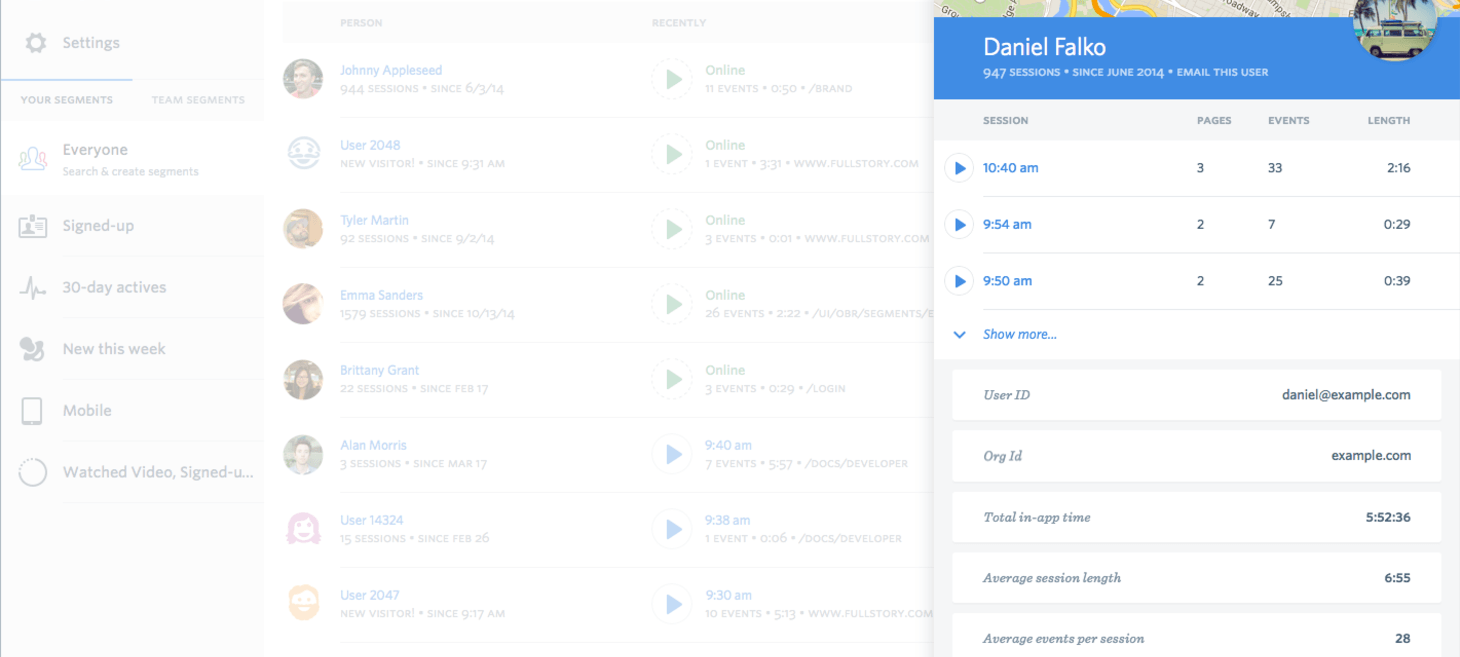 Settings
YOUR SEGMENTS
TEAM SEGMENTS
Everyone
Search & create segments
Signed-up
30-day actives
New this week
Mobile
Watched Video, Signed-u...
PERSON RECENTLY
Johnny Appleseed Online
944 SESSIONS • SINCE 6/3/14 11 EVENTS • 0:50 • /BRAND
User 2048 Online
NEW VISITOR! • SINCE 9:31 AM 1 EVENT • 3:31 • WWW.FULLSTORY.COM
Tyler Martin Online
92 SESSIONS • SINCE 9/2/14 3 EVENTS • 0:01 • WWW.FULLSTORY.COM
Emma Sanders Online
1579 SESSIONS • SINCE 10/13/14 26 EVENTS • 2:22 • /UI/OBR/SEGMENTS/E
Brittany Grant Online
22 SESSIONS • SINCE FEB 17 3 EVENTS • 0:29 • /LOGIN
Alan Morris 9:40 am
3 SESSIONS • SINCE MAR 17 7 EVENTS • 5:57 • /DOCS/DEVELOPER
User 14324 9:38 am
15 SESSIONS • SINCE FEB 26 1 EVENT • 0:06 • /DOCS/DEVELOPER
User 2047 9:30 am
NEW VISITOR! • SINCE 9:17 AM 10 EVENTS • 5:13 • WWW.FULLSTORY.COM
Daniel Falko
947 SESSIONS • SINCE JUNE 2014 • EMAIL THIS USER
SESSION PAGES EVENTS LENGTH
10:40 am 3 33 2:16
9:54 am 2 7 0:29
9:50 am 2 25 0:39
Show more...
User ID daniel@example.com
Org Id example.com
Total in-app time 5:52:36
Average session length 6:55
Average events per session 28